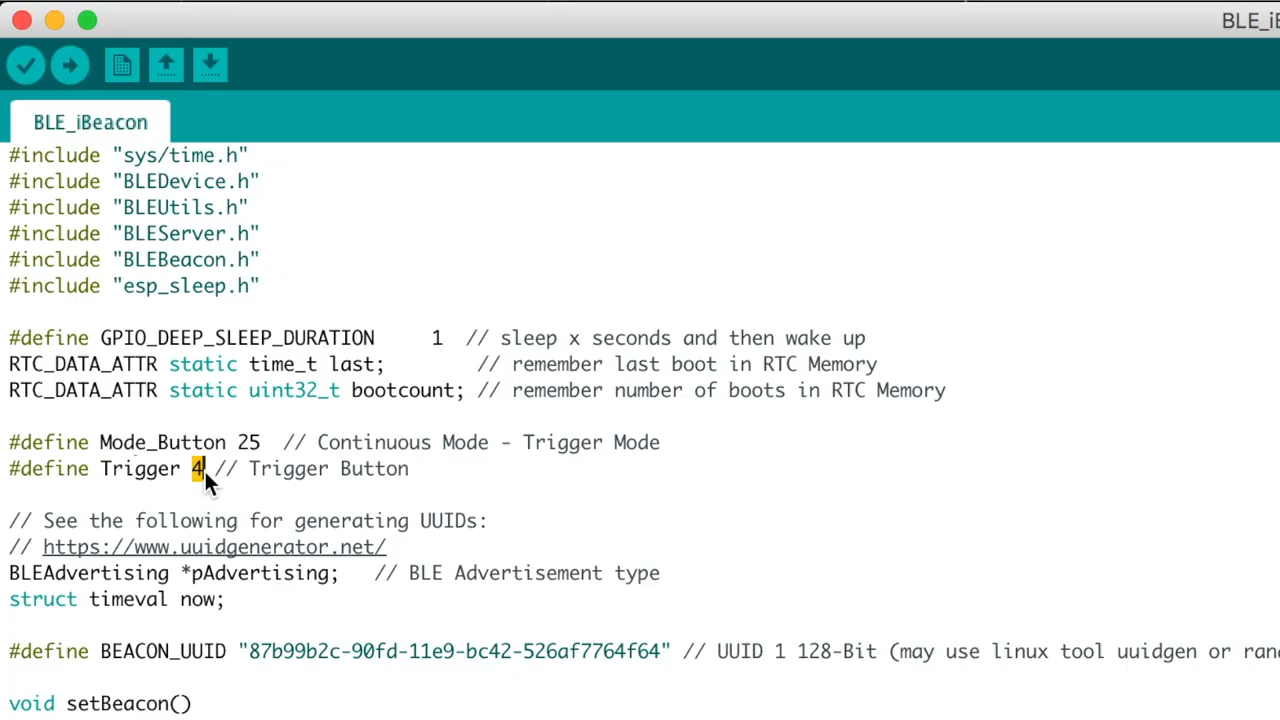 BLE_iB
BLE_iBeacon
#include "sys/time.h"
#include "BLEDevice.h"
#include "BLEUtils.h"
#include "BLEServer.h"
#include "BLEBeacon.h"
#include "esp_sleep.h"
#define GPIO_DEEP_SLEEP_DURATION     1  // sleep x seconds and then wake up
RTC_DATA_ATTR static time_t last;        // remember last boot in RTC Memory
RTC_DATA_ATTR static uint32_t bootcount; // remember number of boots in RTC Memory
#define Mode_Button 25  // Continuous Mode - Trigger Mode
#define Trigger 4 // Trigger Button
// See the following for generating UUIDs:
// https://www.uuidgenerator.net/
BLEAdvertising *pAdvertising;   // BLE Advertisement type
struct timeval now;
#define BEACON_UUID "87b99b2c-90fd-11e9-bc42-526af7764f64" // UUID 1 128-Bit (may use linux tool uuidgen or ran
void setBeacon()